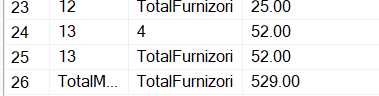 23 12 TotalFurnizori 25.00
24 13 4 52.00
25 13 TotalFurnizori 52.00
26 TotalM... TotalFurnizori 529.00